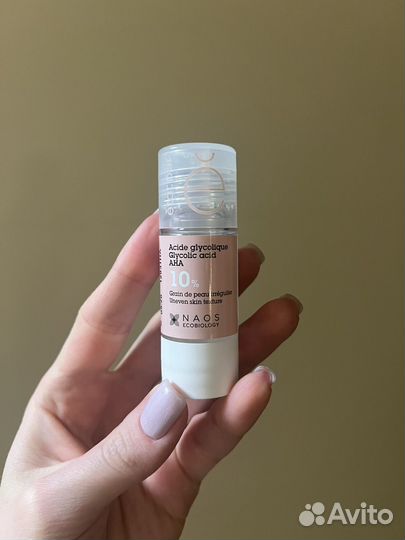 é
Acide glycolique
Glycolic acid
AHA
10%
Grain de peau irrégulier
Uneven skin texture
NAOS
ECOBIOLOGY
Avito